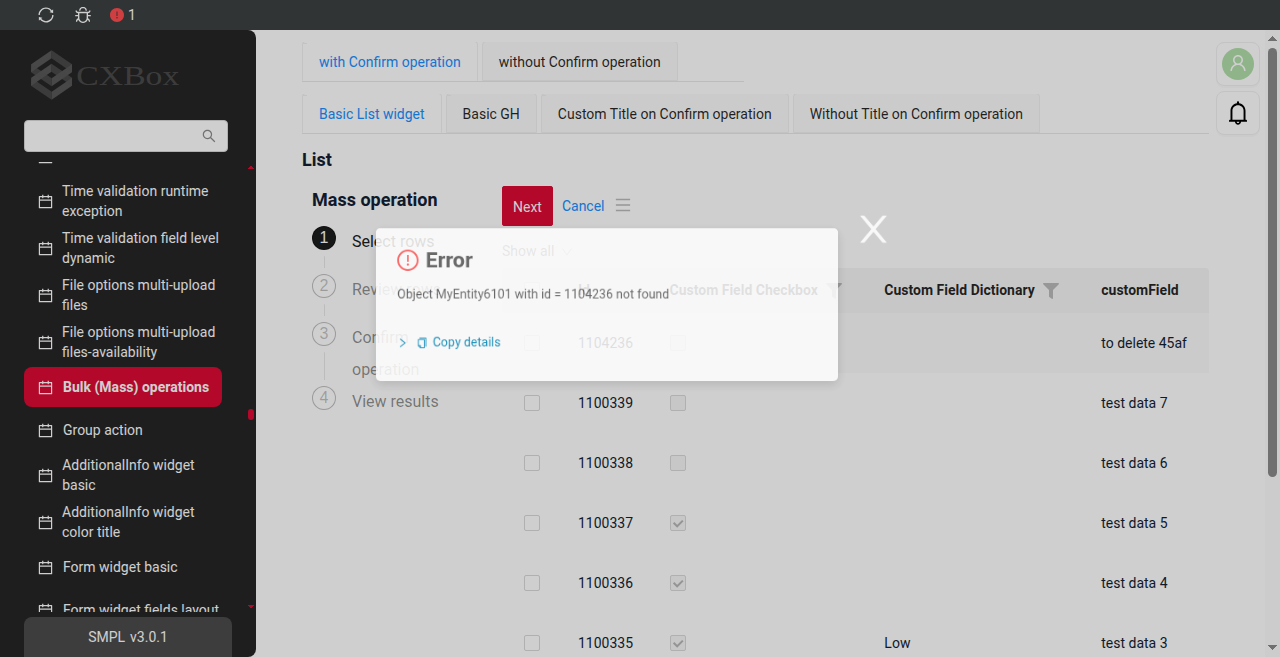 1
CXBox
Time validation runtime
exception
Time validation field level
dynamic
File options multi-upload
files
File options multi-upload
files-availability
Bulk (Mass) operations
Group action
AdditionalInfo widget
basic
AdditionalInfo widget
color title
Form widget basic
Form widget fields layout
SMPL v3.0.1
with Confirm operation
without Confirm operation
Basic List widget
Basic GH
Custom Title on Confirm operation
Without Title on Confirm operation
List
Mass operation
1
Select rows
2
3
operation
4
View results
Next
Cancel
Show all
Custom Field Checkbox
Custom Field Dictionary
customField
1104236
to delete 45af
1100339
test data 7
1100338
test data 6
1100337
test data 5
1100336
test data 4
1100335
Low
test data 3
Error
Object MyEntity6101 with id = 1104236 not found
Copy details